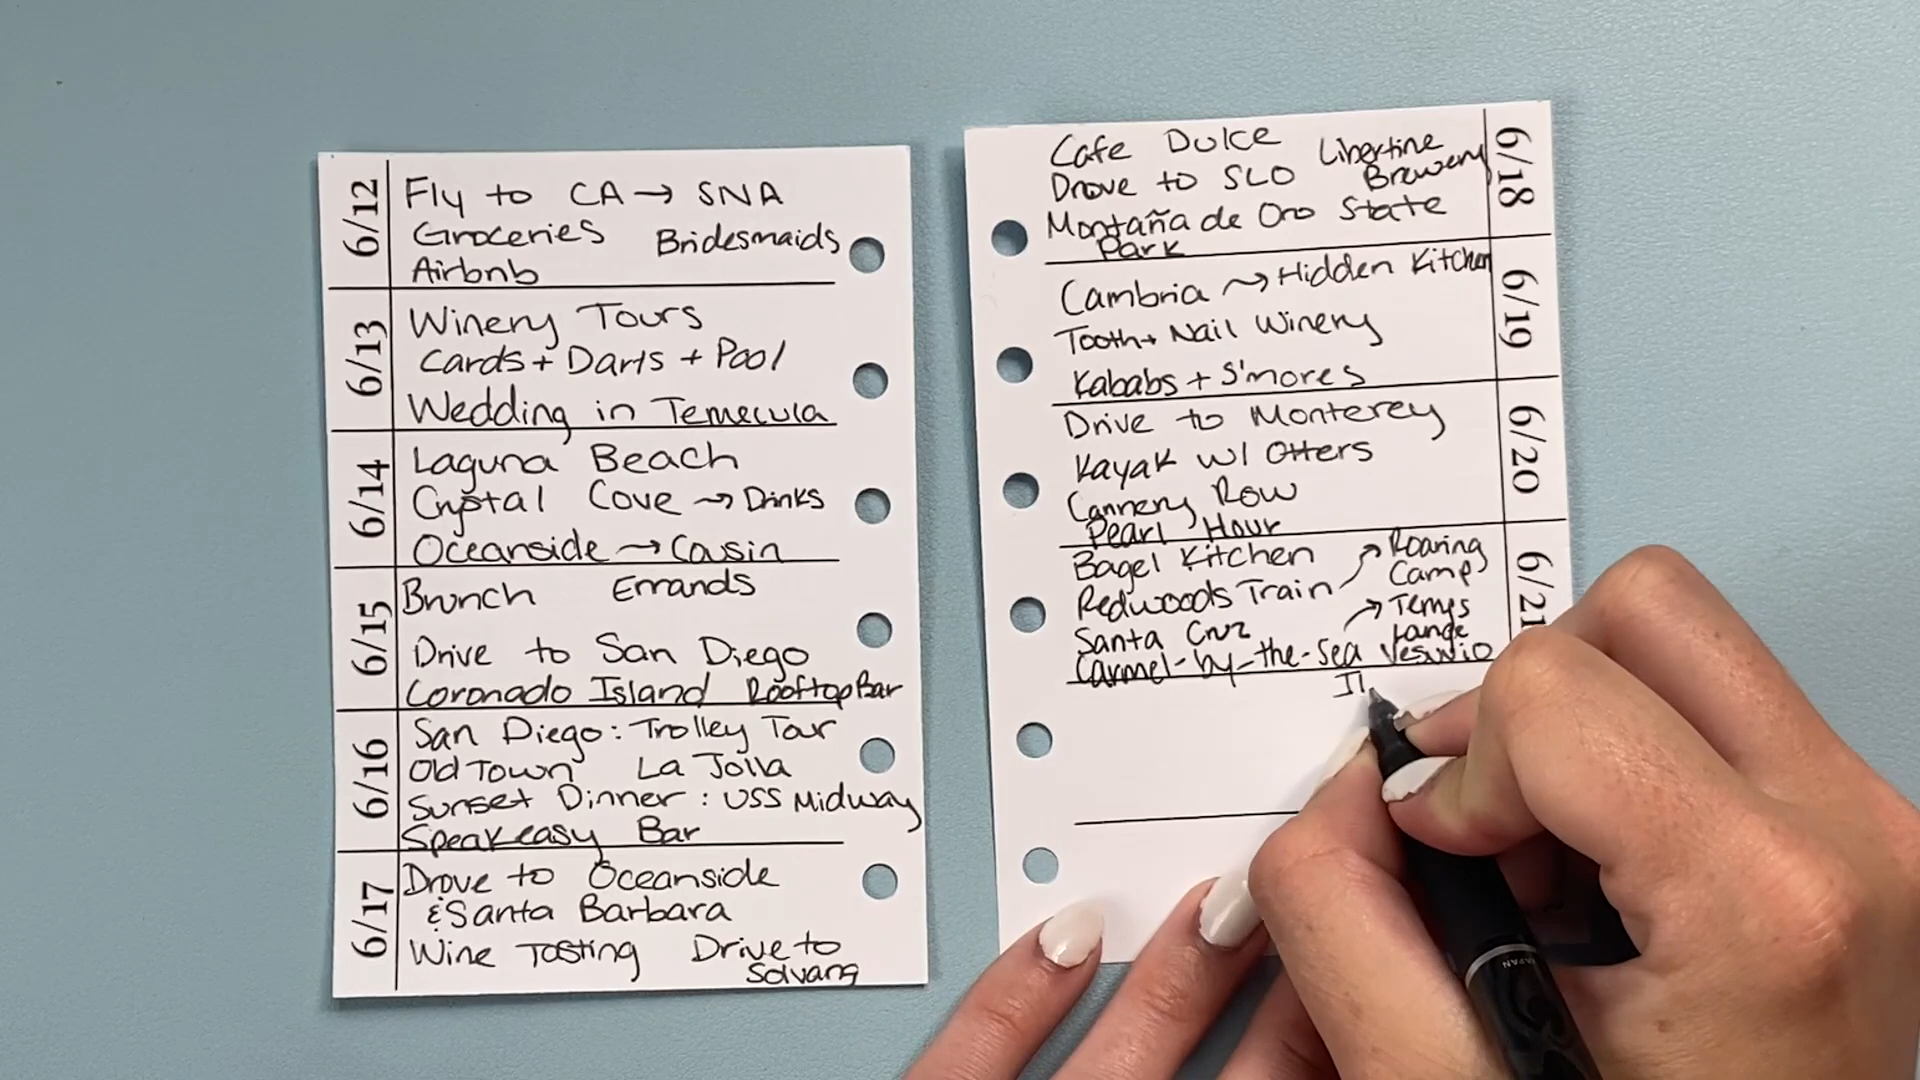 6/12
Fly to CA → SNA
Groceries Bridesmaids
Airbnb
6/13
Winery Tours
Cards + Darts + Pool
Wedding in Temecula
6/14
Laguna Beach
Crystal Cove → Drinks
Oceanside → Cousin
6/15
Brunch Errands
Drive to San Diego
Coronado Island Rooftop Bar
6/16
San Diego: Trolley Tour
Old Town La Jolla
Sunset Dinner: USS Midway
Speakeasy Bar
6/17
Drove to Oceanside
& Santa Barbara
Wine Tasting Drive to
Solvang
6/18
Cafe Dulce Libertine
Drove to SLO Brewery
Montaña de Oro State
Park
6/19
Cambria → Hidden Kitchen
Tooth + Nail Winery
Kababs + S'mores
6/20
Drive to Monterey
Kayak w/ Otters
Cannery Row
Pearl Hour
6/21
Bagel Kitchen → Roaring
Redwoods Train Camp
Santa Cruz → Temps
Carmel-by-the-Sea Vesuvio
JAPAN